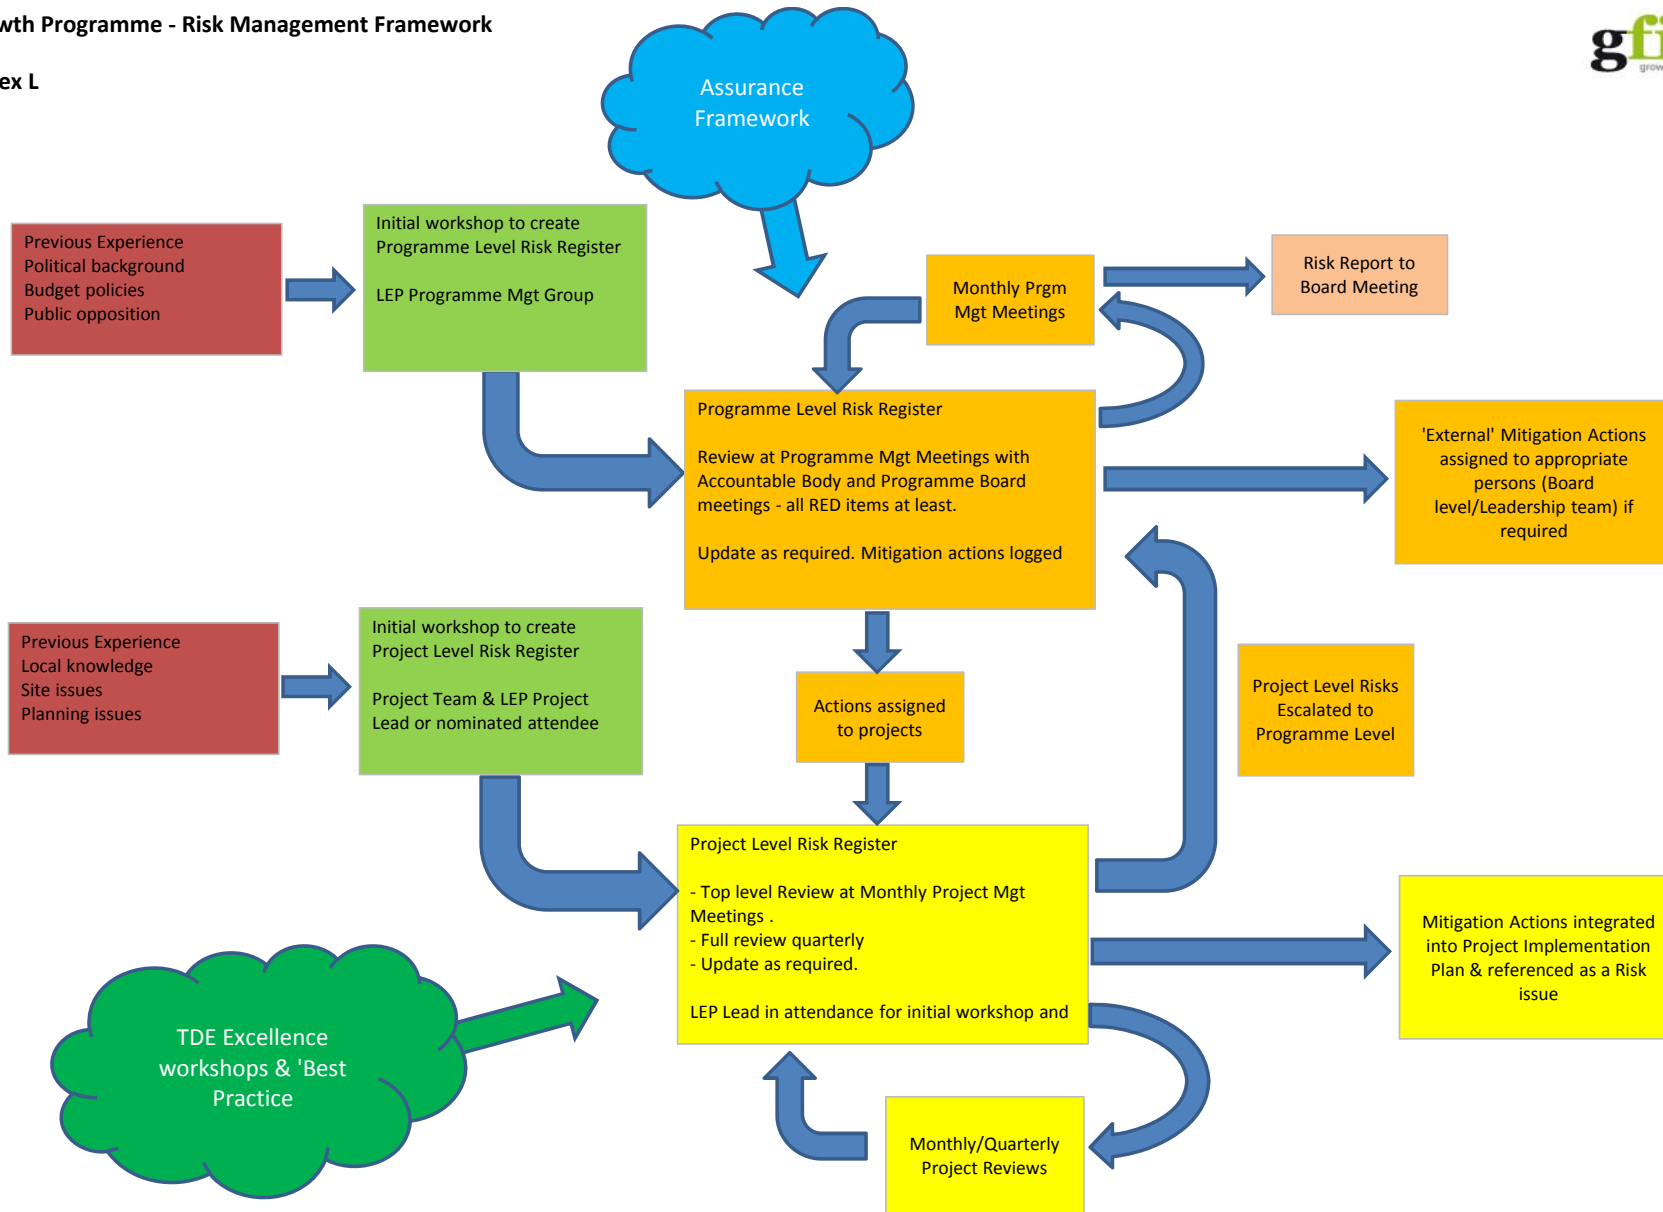 wth Programme - Risk Management Framework
ex L
gfi
grow
Assurance
Framework
Previous Experience
Political background
Budget policies
Public opposition
Initial workshop to create
Programme Level Risk Register
LEP Programme Mgt Group
Monthly Prgm
Mgt Meetings
Risk Report to
Board Meeting
Programme Level Risk Register
Review at Programme Mgt Meetings with
Accountable Body and Programme Board
meetings - all RED items at least.
Update as required. Mitigation actions logged
'External' Mitigation Actions
assigned to appropriate
persons (Board
level/Leadership team) if
required
Previous Experience
Local knowledge
Site issues
Planning issues
Initial workshop to create
Project Level Risk Register
Project Team & LEP Project
Lead or nominated attendee
Actions assigned
to projects
Project Level Risks
Escalated to
Programme Level
Project Level Risk Register
- Top level Review at Monthly Project Mgt
Meetings .
- Full review quarterly
- Update as required.
LEP Lead in attendance for initial workshop and
Mitigation Actions integrated
into Project Implementation
Plan & referenced as a Risk
issue
TDE Excellence
workshops & 'Best
Practice
Monthly/Quarterly
Project Reviews